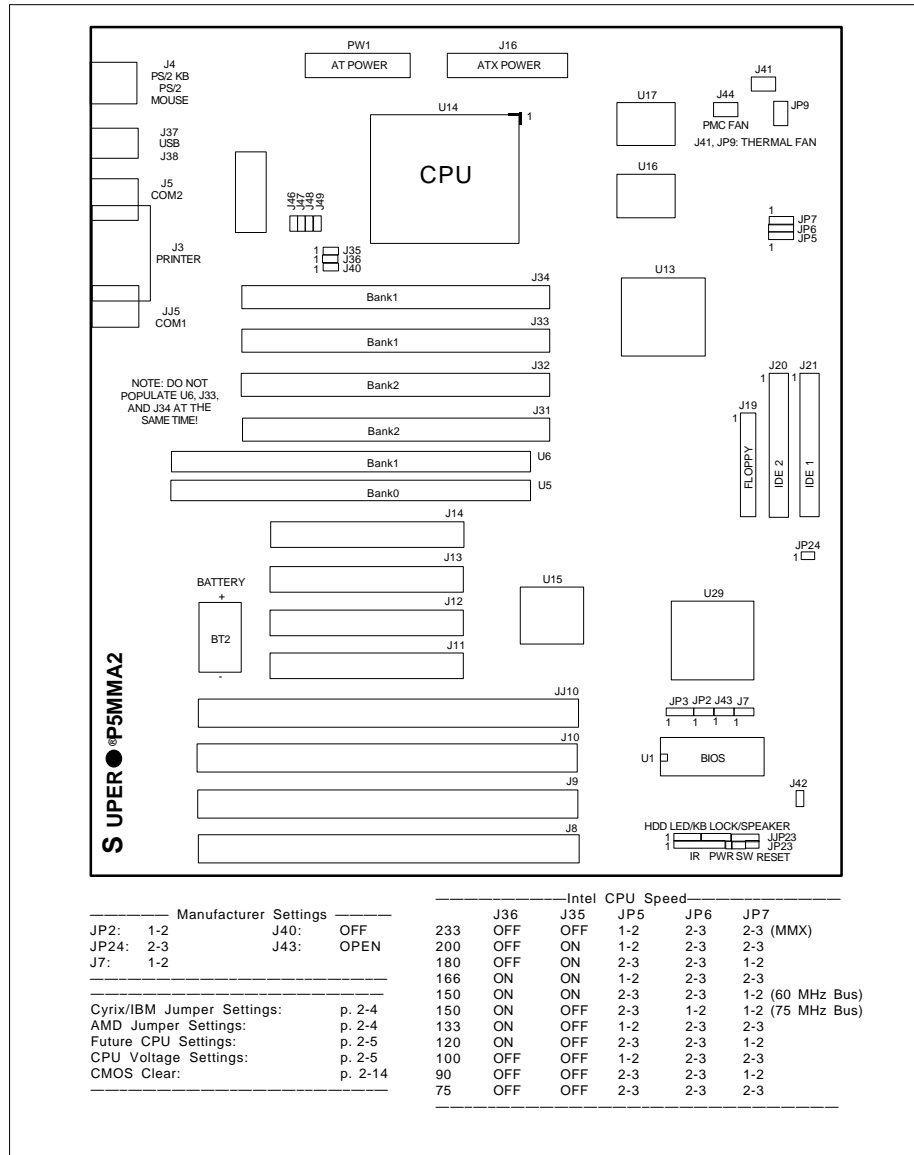 PW1
AT POWER
J16
ATX POWER
J4
PS/2 KB
PS/2
MOUSE
J37
USB
J38
J5
COM2
J3
PRINTER
JJ5
COM1
U14
1
CPU
U17
U16
J41
J44
PMC FAN
JP9
J41, JP9: THERMAL FAN
J46
J47
J48
J49
1 J35
1 J36
1 J40
1
JP7
JP6
JP5
1
U13
J34
Bank1
J33
Bank1
J32
Bank2
J31
Bank2
U6
Bank1
U5
Bank0
NOTE: DO NOT
POPULATE U6, J33,
AND J34 AT THE
SAME TIME!
J20
1
IDE 2
J21
1
IDE 1
J19
1
FLOPPY
JP24
1
J14
J13
J12
J11
BATTERY
+
BT2
-
U15
U29
SUPER ® P5MMA2
JJ10
J10
J9
J8
JP3 JP2 J43 J7
1 1 1 1
U1
BIOS
J42
HDD LED/KB LOCK/SPEAKER
1 JJP23
1 JP23
IR PWR SW RESET
Manufacturer Settings
JP2: 1-2 J40: OFF
JP24: 2-3 J43: OPEN
J7: 1-2
Cyrix/IBM Jumper Settings: p. 2-4
AMD Jumper Settings: p. 2-4
Future CPU Settings: p. 2-5
CPU Voltage Settings: p. 2-5
CMOS Clear: p. 2-14
Intel CPU Speed
J36 J35 JP5 JP6 JP7
233 OFF OFF 1-2 2-3 2-3 (MMX)
200 OFF ON 1-2 2-3 2-3
180 OFF ON 2-3 2-3 1-2
166 ON ON 1-2 2-3 2-3
150 ON ON 2-3 2-3 1-2 (60 MHz Bus)
150 ON OFF 2-3 1-2 1-2 (75 MHz Bus)
133 ON OFF 1-2 2-3 2-3
120 ON OFF 2-3 2-3 1-2
100 OFF OFF 1-2 2-3 2-3
90 OFF OFF 2-3 2-3 1-2
75 OFF OFF 2-3 2-3 2-3